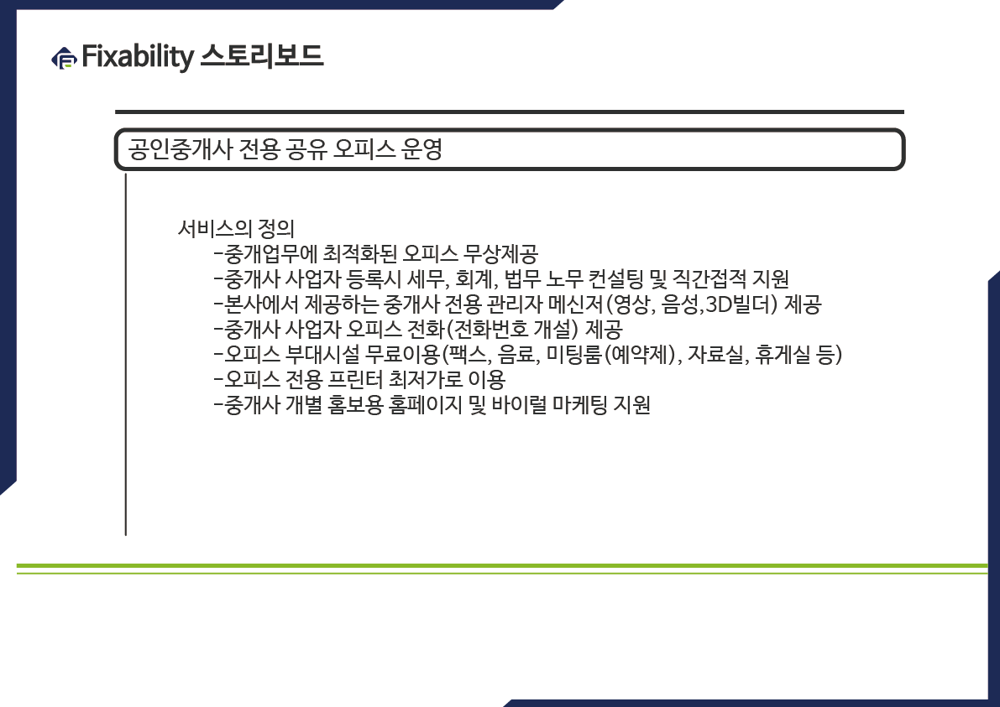 Fixability 스토리보드
공인중개사 전용 공유 오피스 운영
서비스의 정의
-중개업무에 최적화된 오피스 무상제공
-중개사 사업자 등록시 세무, 회계, 법무 노무 컨설팅 및 직간접적 지원
-본사에서 제공하는 중개사 전용 관리자 메신저(영상, 음성,3D빌더) 제공
-중개사 사업자 오피스 전화(전화번호 개설) 제공
-오피스 부대시설 무료이용(팩스, 음료, 미팅룸(예약제), 자료실, 휴게실 등)
-오피스 전용 프린터 최저가로 이용
-중개사 개별 홈보용 홈페이지 및 바이럴 마케팅 지원